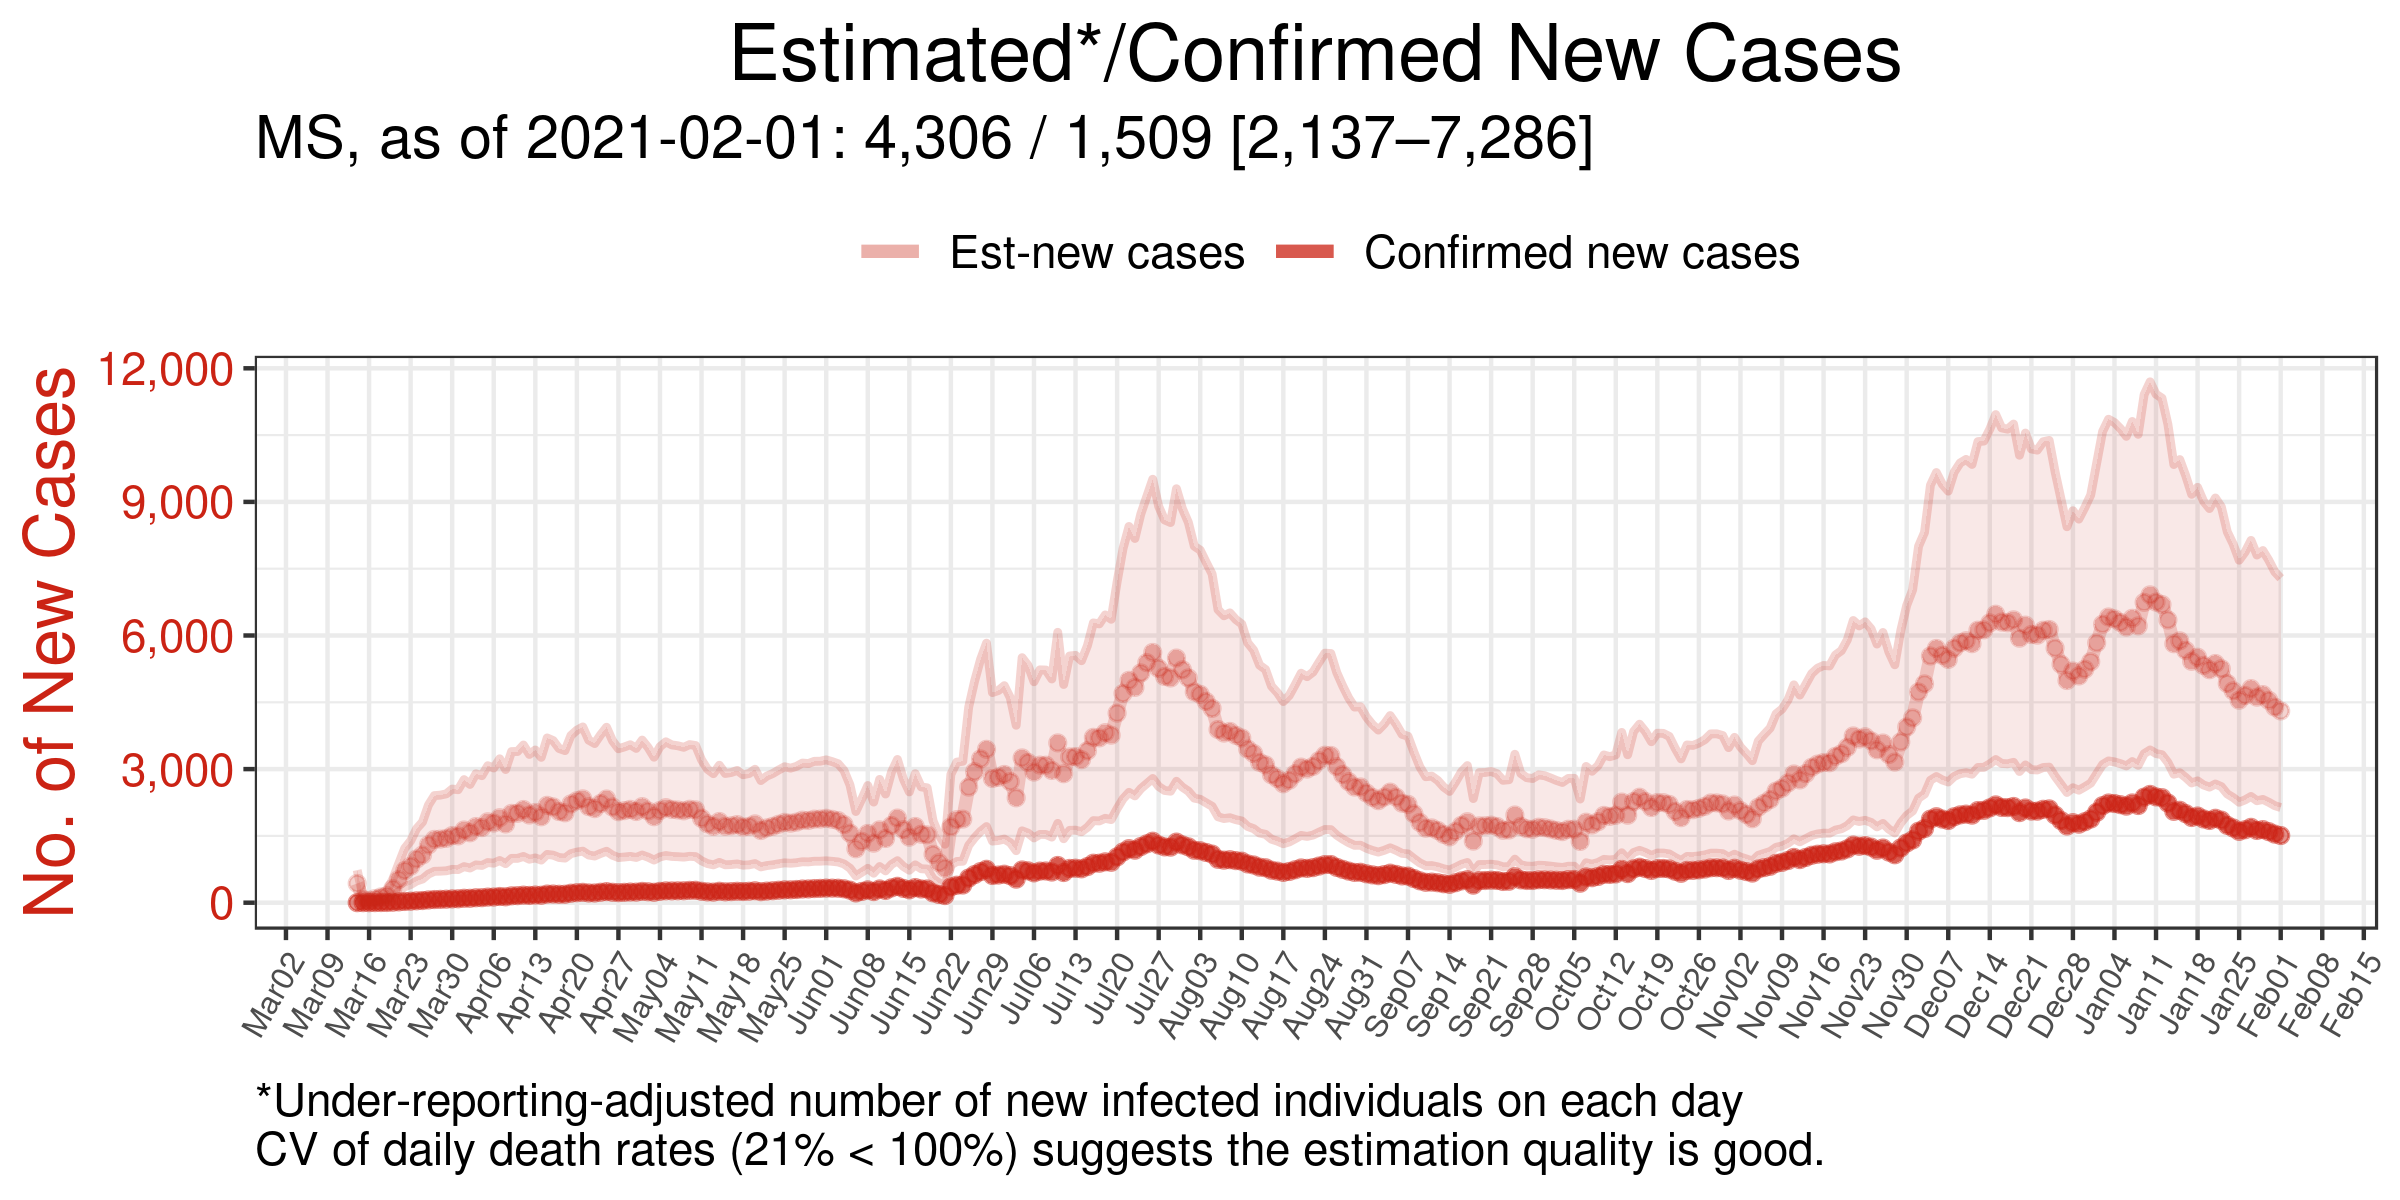 Estimated*/Confirmed New Cases
MS, as of 2021-02-01: 4,306 / 1,509 [2,137–7,286]
Est-new cases
Confirmed new cases
No. of New Cases
12,000
9,000
6,000
3,000
0
Mar02
Mar09
Mar16
Mar23
Mar30
Apr06
Apr13
Apr20
Apr27
May04
May11
May18
May25
Jun01
Jun08
Jun15
Jun22
Jun29
Jul06
Jul13
Jul20
Jul27
Aug03
Aug10
Aug17
Aug24
Aug31
Sep07
Sep14
Sep21
Sep28
Oct05
Oct12
Oct19
Oct26
Nov02
Nov09
Nov16
Nov23
Nov30
Dec07
Dec14
Dec21
Dec28
Jan04
Jan11
Jan18
Jan25
Feb01
Feb08
Feb15
*Under-reporting-adjusted number of new infected individuals on each day
CV of daily death rates (21% < 100%) suggests the estimation quality is good.